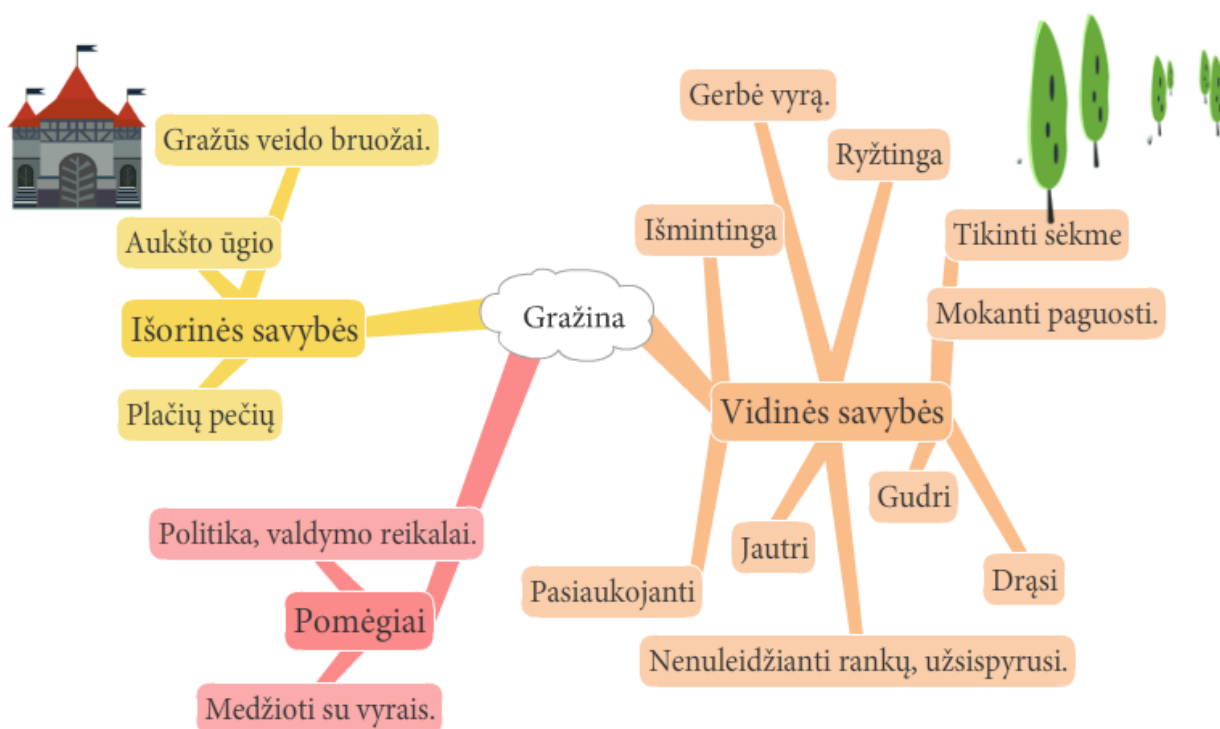 Gražina
Išorinės savybės
Gražūs veido bruožai.
Aukšto ūgio
Plačių pečių
Pomėgiai
Politika, valdymo reikalai.
Medžioti su vyrais.
Vidinės savybės
Gerbė vyrą.
Ryžtinga
Išmintinga
Tikinti sėkme
Mokanti paguosti.
Gudri
Drąsi
Jautri
Pasiaukojanti
Nenuleidžianti rankų, užsispyrusi.